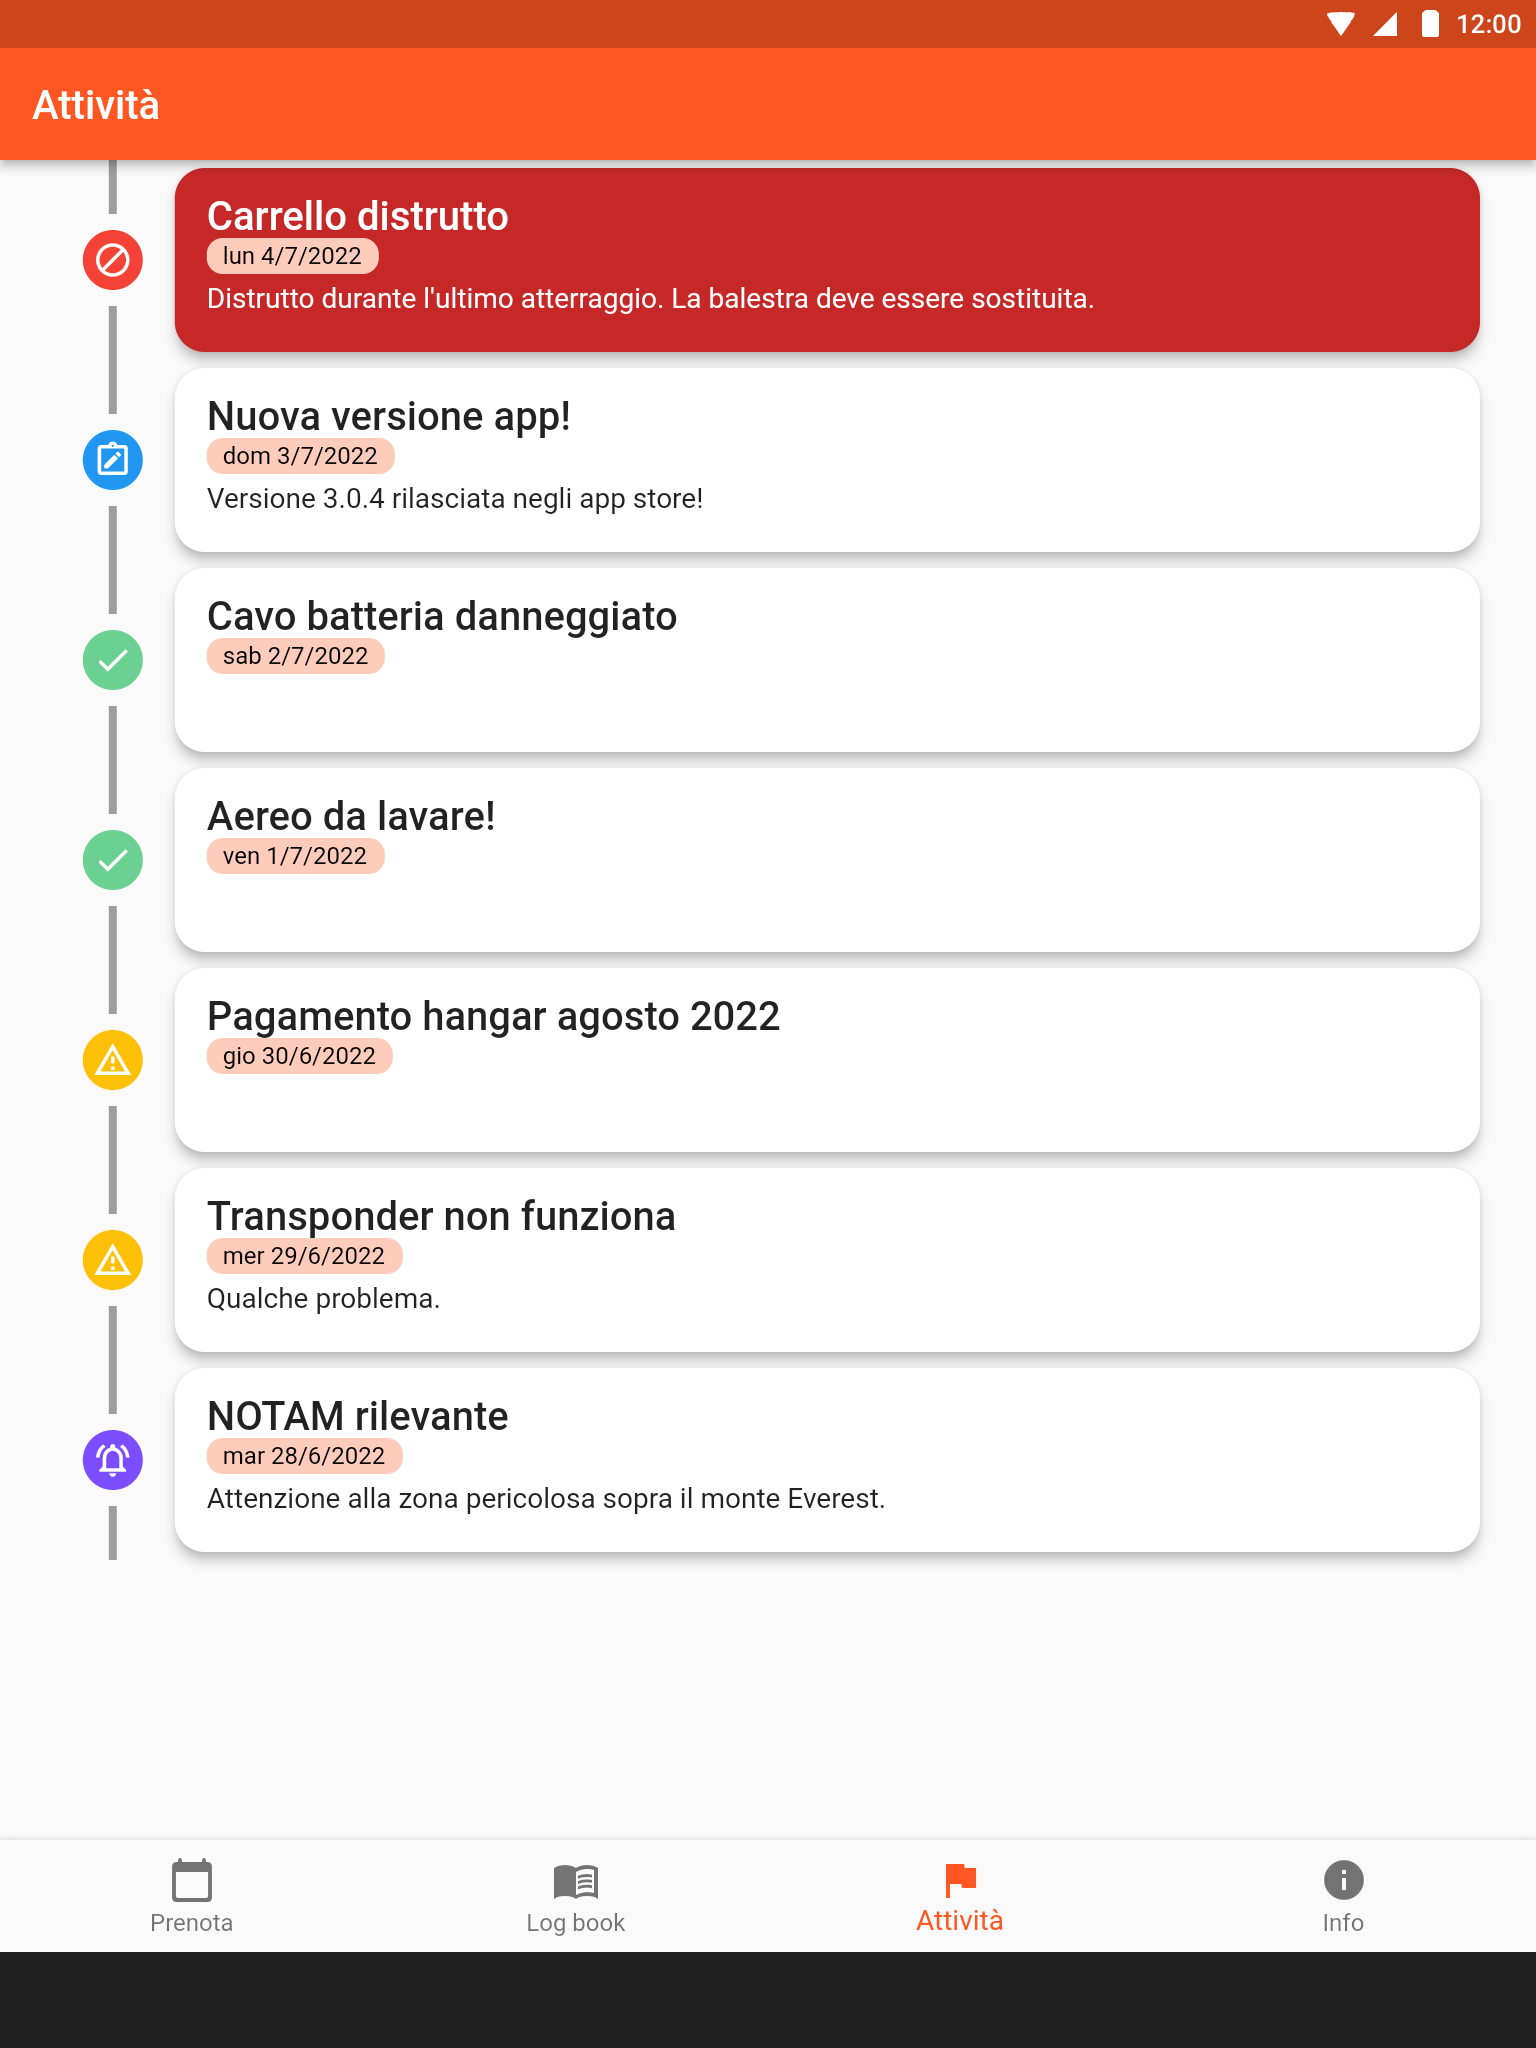 12:00
Attività
Carrello distrutto
lun 4/7/2022
Distrutto durante l'ultimo atterraggio. La balestra deve essere sostituita.
Nuova versione app!
dom 3/7/2022
Versione 3.0.4 rilasciata negli app store!
Cavo batteria danneggiato
sab 2/7/2022
Aereo da lavare!
ven 1/7/2022
Pagamento hangar agosto 2022
gio 30/6/2022
Transponder non funziona
mer 29/6/2022
Qualche problema.
NOTAM rilevante
mar 28/6/2022
Attenzione alla zona pericolosa sopra il monte Everest.
Prenota
Log book
Attività
Info